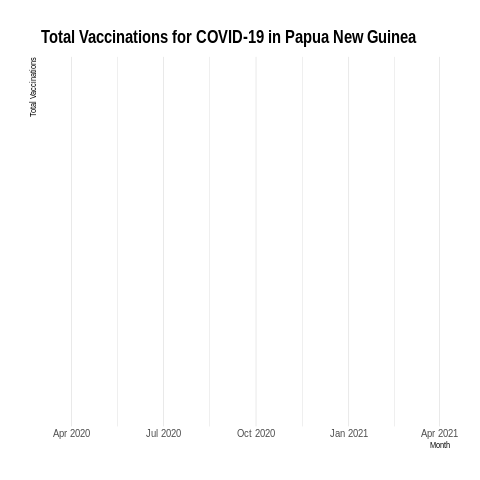 Total Vaccinations for COVID-19 in Papua New Guinea
Total Vaccinations
Apr 2020
Jul 2020
Oct 2020
Jan 2021
Apr 2021
Month